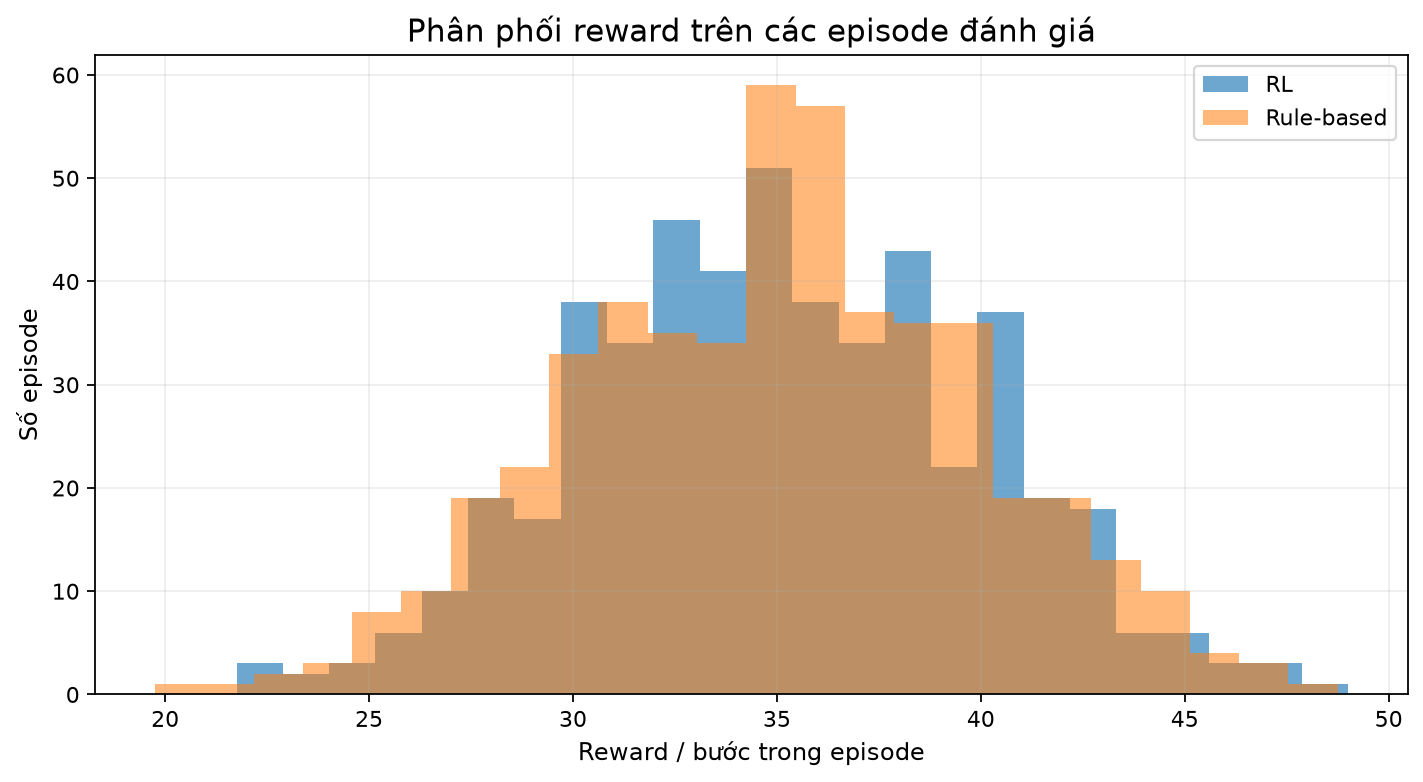 Phân phối reward trên các episode đánh giá
RL
Rule-based
Số episode
60
50
40
30
20
10
0
20 25 30 35 40 45 50
Reward / bước trong episode